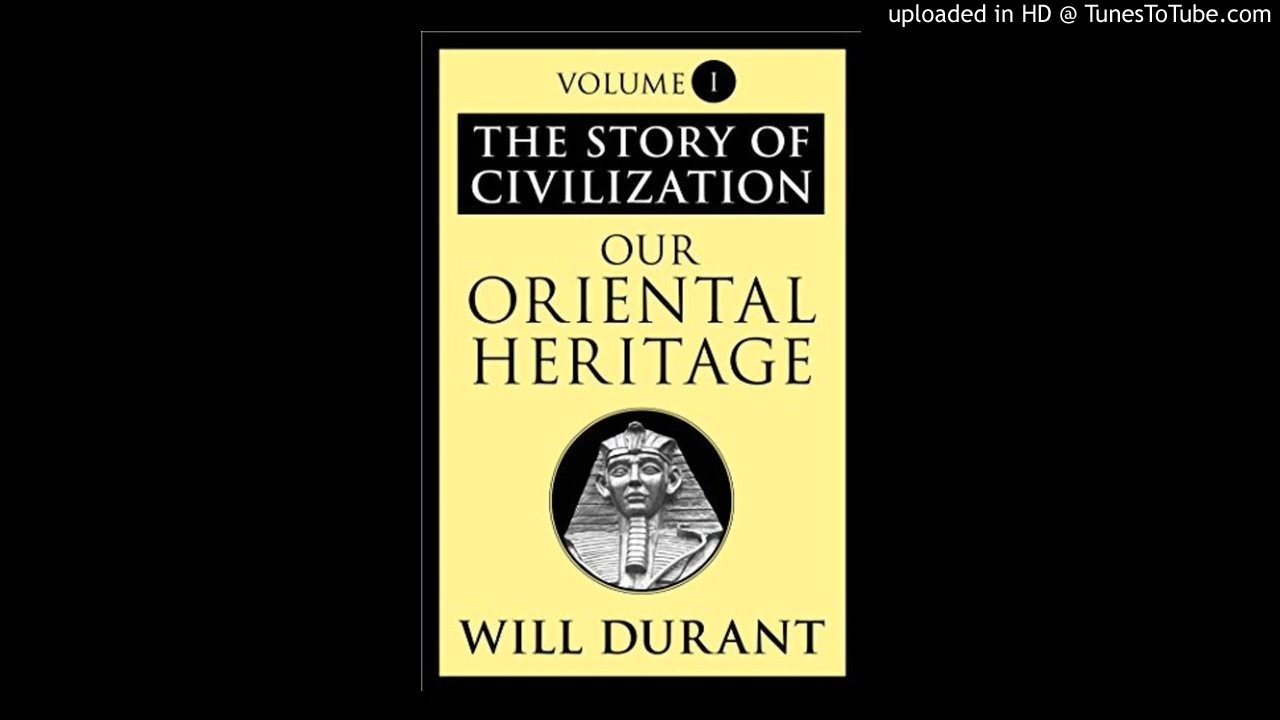 uploaded in HD @ TunesToTube.com
VOLUME I
THE STORY OF
CIVILIZATION
OUR
ORIENTAL
HERITAGE
WILL DURANT